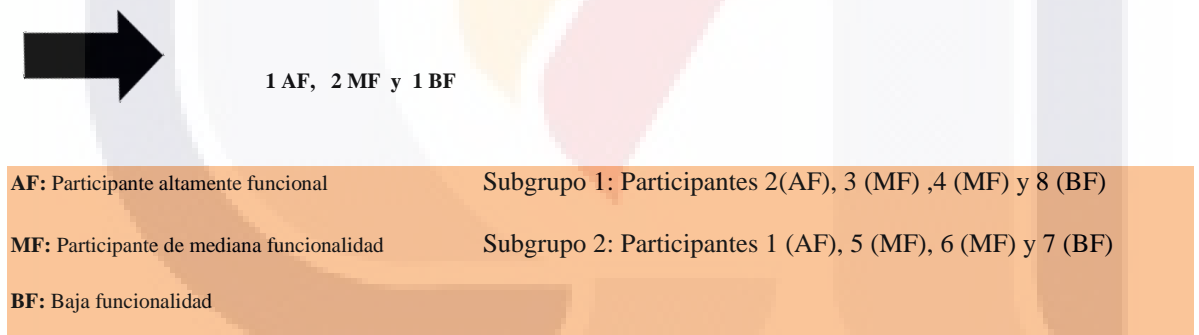 1 AF, 2 MF y 1 BF
AF: Participante altamente funcional
Subgrupo 1: Participantes 2(AF), 3 (MF) ,4 (MF) y 8 (BF)
MF: Participante de mediana funcionalidad
Subgrupo 2: Participantes 1 (AF), 5 (MF), 6 (MF) y 7 (BF)
BF: Baja funcionalidad